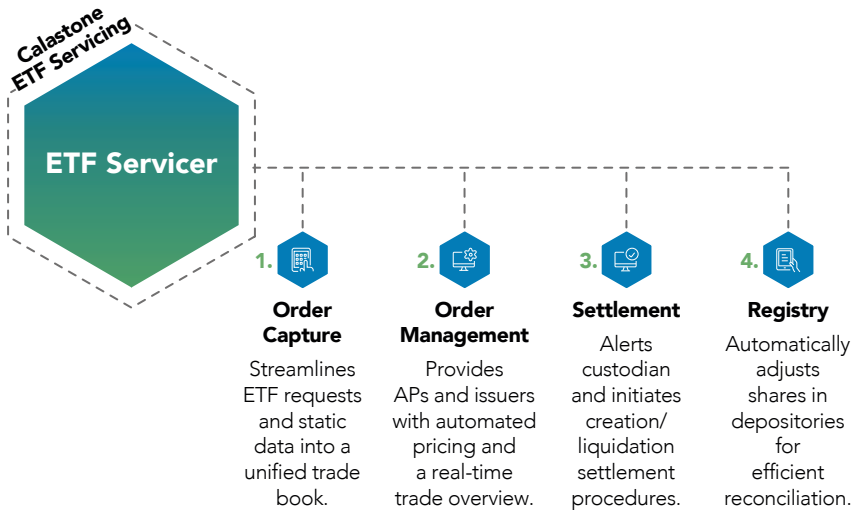 Calastone
ETF Servicing
ETF Servicer
1.
Order
Capture
Streamlines
ETF requests
and static
data into a
unified trade
book.
2.
Order
Management
Provides
APs and issuers
with automated
pricing and
a real-time
trade overview.
3.
Settlement
Alerts
custodian
and initiates
creation/
liquidation
settlement
procedures.
4.
Registry
Automatically
adjusts
shares in
depositories
for
efficient
reconciliation.